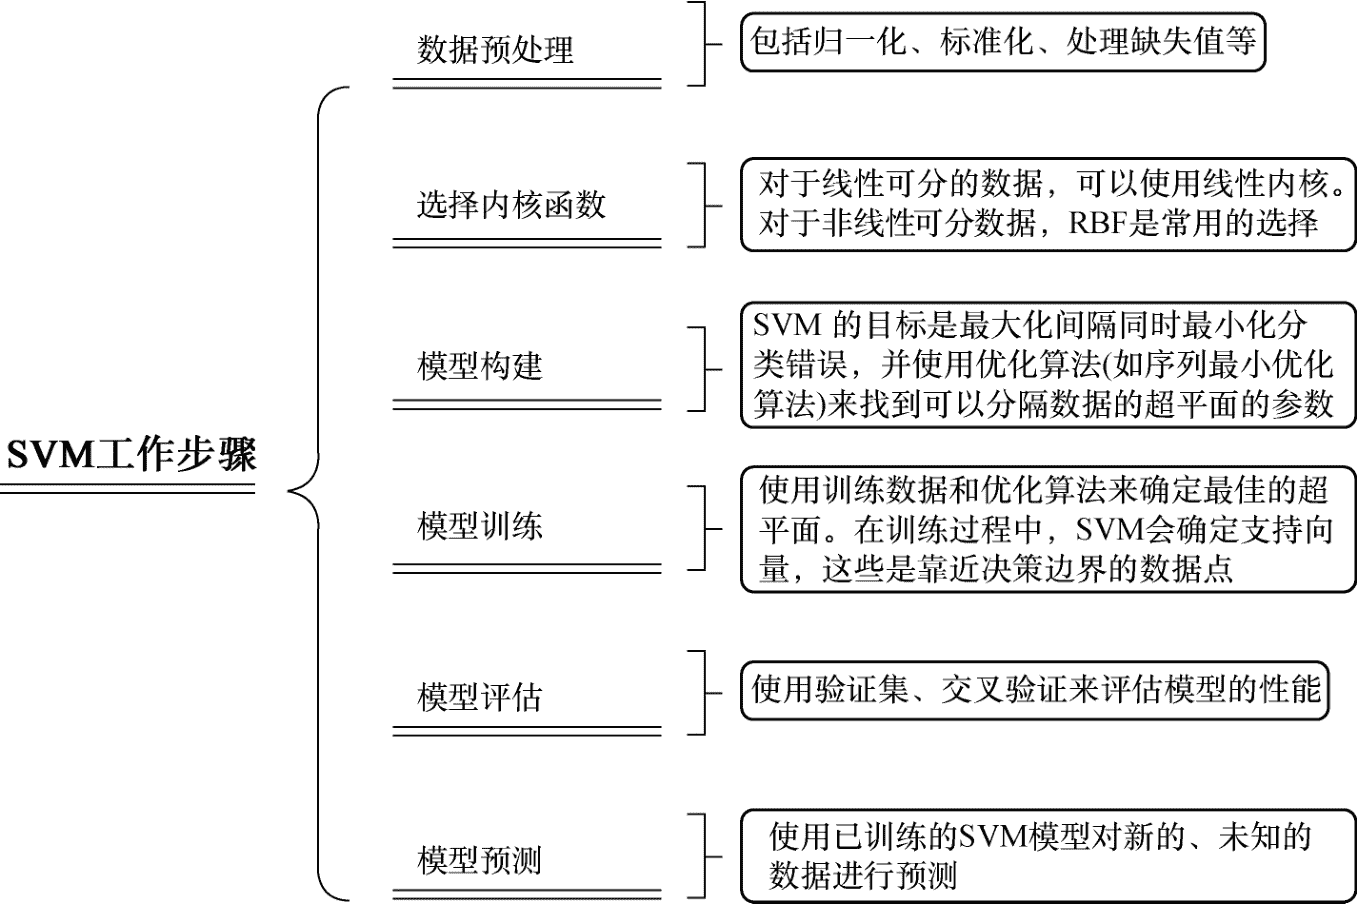 SVM工作步骤
数据预处理
包括归一化、标准化、处理缺失值等
选择内核函数
对于线性可分的数据，可以使用线性内核。
对于非线性可分数据，RBF是常用的选择
模型构建
SVM 的目标是最大化间隔同时最小化分
类错误，并使用优化算法(如序列最小优化
算法)来找到可以分隔数据的超平面的参数
模型训练
使用训练数据和优化算法来确定最佳的超
平面。在训练过程中，SVM会确定支持向
量，这些是靠近决策边界的数据点
模型评估
使用验证集、交叉验证来评估模型的性能
模型预测
使用已训练的SVM模型对新的、未知的
数据进行预测